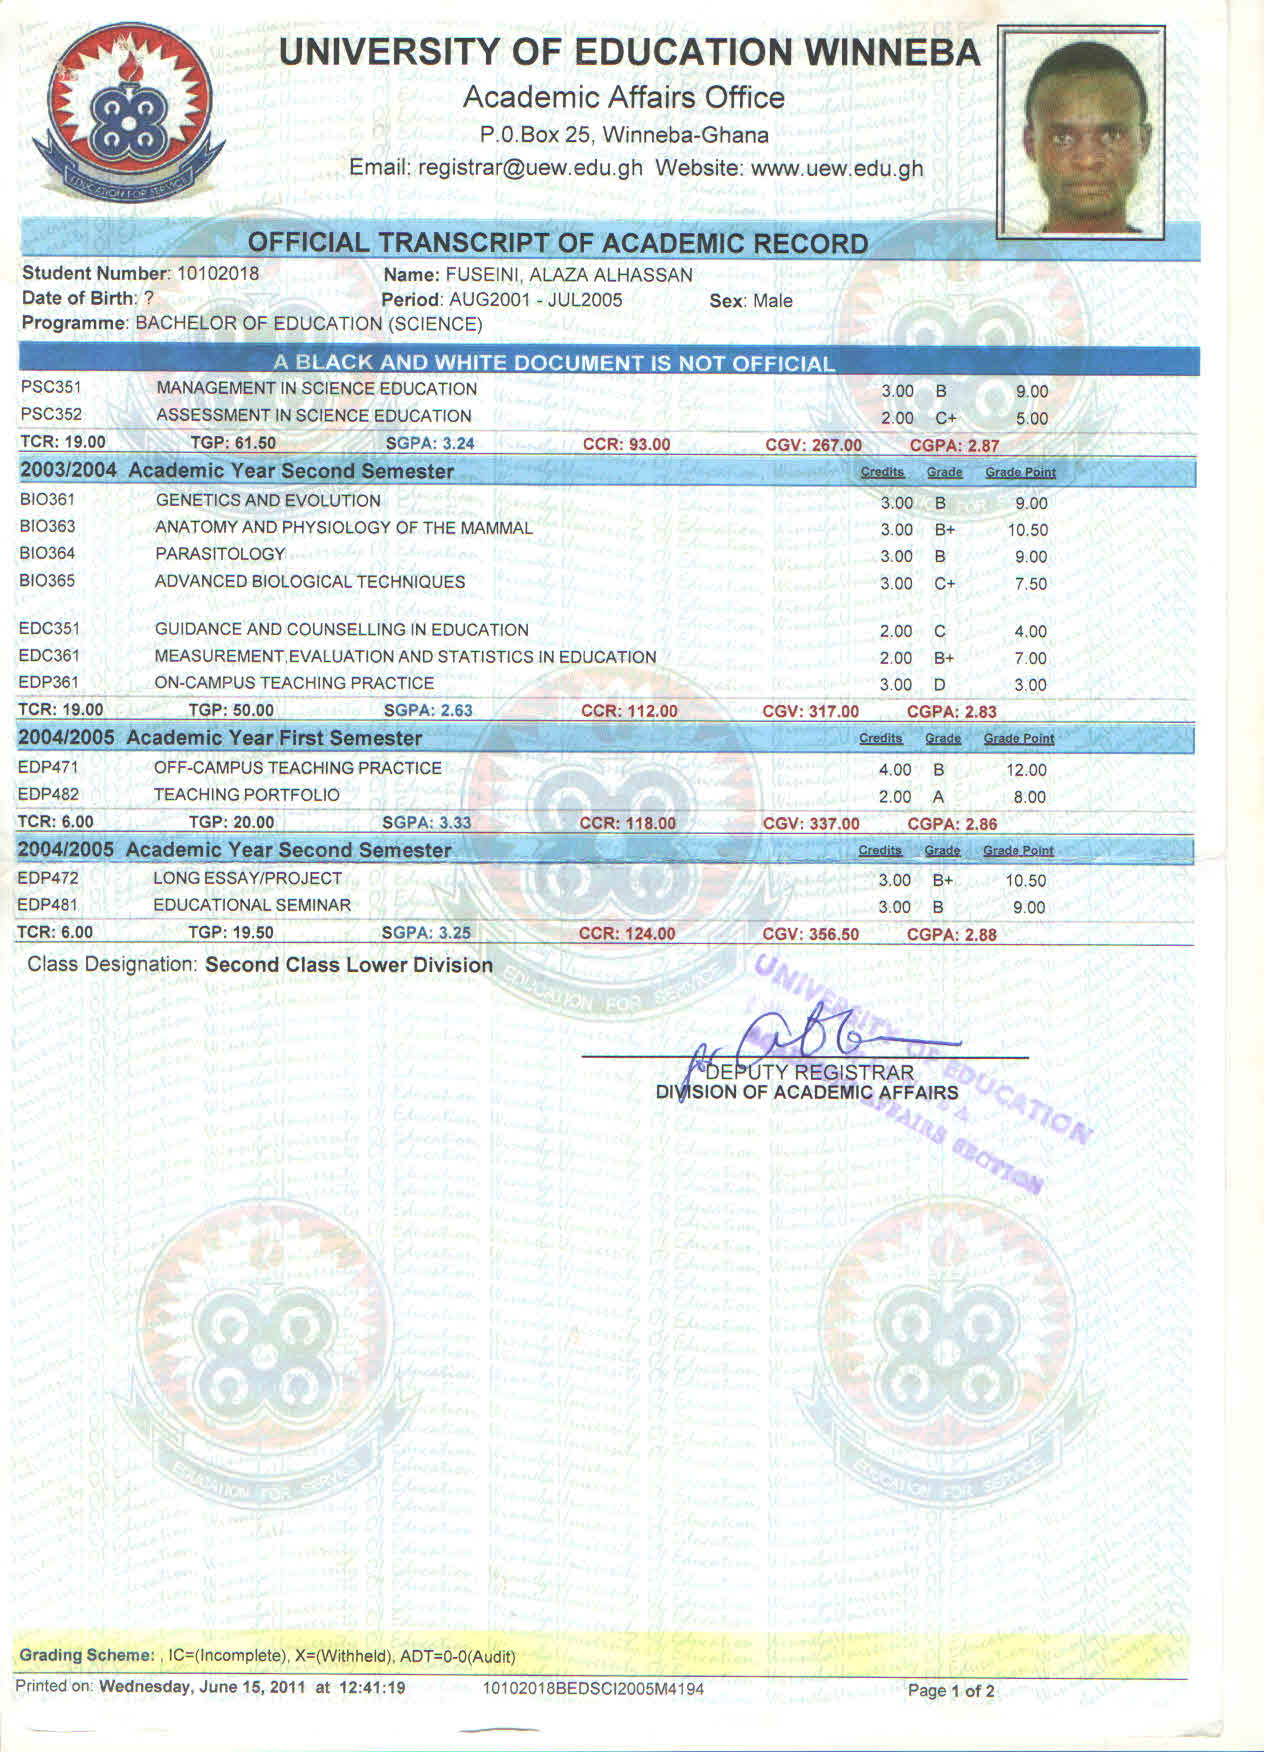 UNIVERSITY OF EDUCATION WINNEBA
Academic Affairs Office
P.0.Box 25, Winneba-Ghana
Email: registrar@uew.edu.gh Website: www.uew.edu.gh
EDUCATION FOR SERVICE
OFFICIAL TRANSCRIPT OF ACADEMIC RECORD
Student Number: 10102018 Name: FUSEINI, ALAZA ALHASSAN
Date of Birth: ? Period: AUG2001 - JUL2005 Sex: Male
Programme: BACHELOR OF EDUCATION (SCIENCE)
A BLACK AND WHITE DOCUMENT IS NOT OFFICIAL
PSC351 MANAGEMENT IN SCIENCE EDUCATION 3.00 B 9.00
PSC352 ASSESSMENT IN SCIENCE EDUCATION 2.00 C+ 5.00
TCR: 19.00 TGP: 61.50 SGPA: 3.24 CCR: 93.00 CGV: 267.00 CGPA: 2.87
2003/2004 Academic Year Second Semester Credits Grade Grade Point
BIO361 GENETICS AND EVOLUTION 3.00 B 9.00
BIO363 ANATOMY AND PHYSIOLOGY OF THE MAMMAL 3.00 B+ 10.50
BIO364 PARASITOLOGY 3.00 B 9.00
BIO365 ADVANCED BIOLOGICAL TECHNIQUES 3.00 C+ 7.50
EDC351 GUIDANCE AND COUNSELLING IN EDUCATION 2.00 C 4.00
EDC361 MEASUREMENT,EVALUATION AND STATISTICS IN EDUCATION 2.00 B+ 7.00
EDP361 ON-CAMPUS TEACHING PRACTICE 3.00 D 3.00
TCR: 19.00 TGP: 50.00 SGPA: 2.63 CCR: 112.00 CGV: 317.00 CGPA: 2.83
2004/2005 Academic Year First Semester Credits Grade Grade Point
EDP471 OFF-CAMPUS TEACHING PRACTICE 4.00 B 12.00
EDP482 TEACHING PORTFOLIO 2.00 A 8.00
TCR: 6.00 TGP: 20.00 SGPA: 3.33 CCR: 118.00 CGV: 337.00 CGPA: 2.86
2004/2005 Academic Year Second Semester Credits Grade Grade Point
EDP472 LONG ESSAY/PROJECT 3.00 B+ 10.50
EDP481 EDUCATIONAL SEMINAR 3.00 B 9.00
TCR: 6.00 TGP: 19.50 SGPA: 3.25 CCR: 124.00 CGV: 356.50 CGPA: 2.88
Class Designation: Second Class Lower Division
EDUCATION FOR SERVICE
UNIVERSITY OF EDUCATION
ACADEMIC AFFAIRS SECTION
DEPUTY REGISTRAR
DIVISION OF ACADEMIC AFFAIRS
EDUCATION FOR SERVICE
EDUCATION FOR SERVICE
Grading Scheme: , IC=(Incomplete), X=(Withheld), ADT=0-0(Audit)
Printed on: Wednesday, June 15, 2011 at 12:41:19 10102018BEDSCI2005M4194 Page 1 of 2